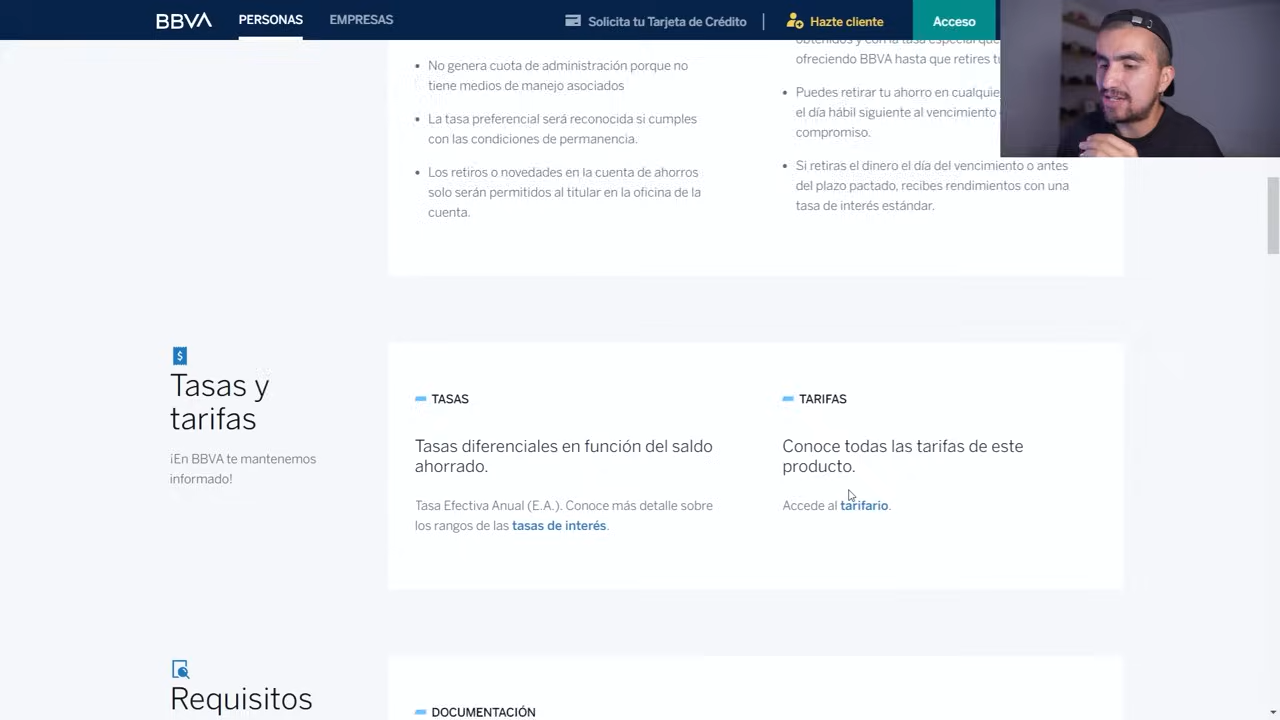 BBVA
PERSONAS
EMPRESAS
Solicita tu Tarjeta de Crédito
Hazte cliente
Acceso
No genera cuota de administración porque no
tiene medios de manejo asociados
La tasa preferencial será reconocida si cumples
con las condiciones de permanencia.
Los retiros o novedades en la cuenta de ahorros
solo serán permitidos al titular en la oficina de la
cuenta.
obtenidos y con la tasa especial que
ofreciendo BBVA hasta que retires
Puedes retirar tu ahorro en
el día hábil siguiente al vencimiento
compromiso.
Si retiras el dinero el día del vencimiento o antes
del plazo pactado, recibes rendimientos con una
tasa de interés estándar.
Tasas y
tarifas
¡En BBVA te mantenemos
informado!
TASAS
Tasas diferenciales en función del saldo
ahorrado.
Tasa Efectiva Anual (E.A.). Conoce más detalle sobre
los rangos de las tasas de interés.
TARIFAS
Conoce todas las tarifas de este
producto.
Accede al tarifario.
Requisitos
DOCUMENTACIÓN